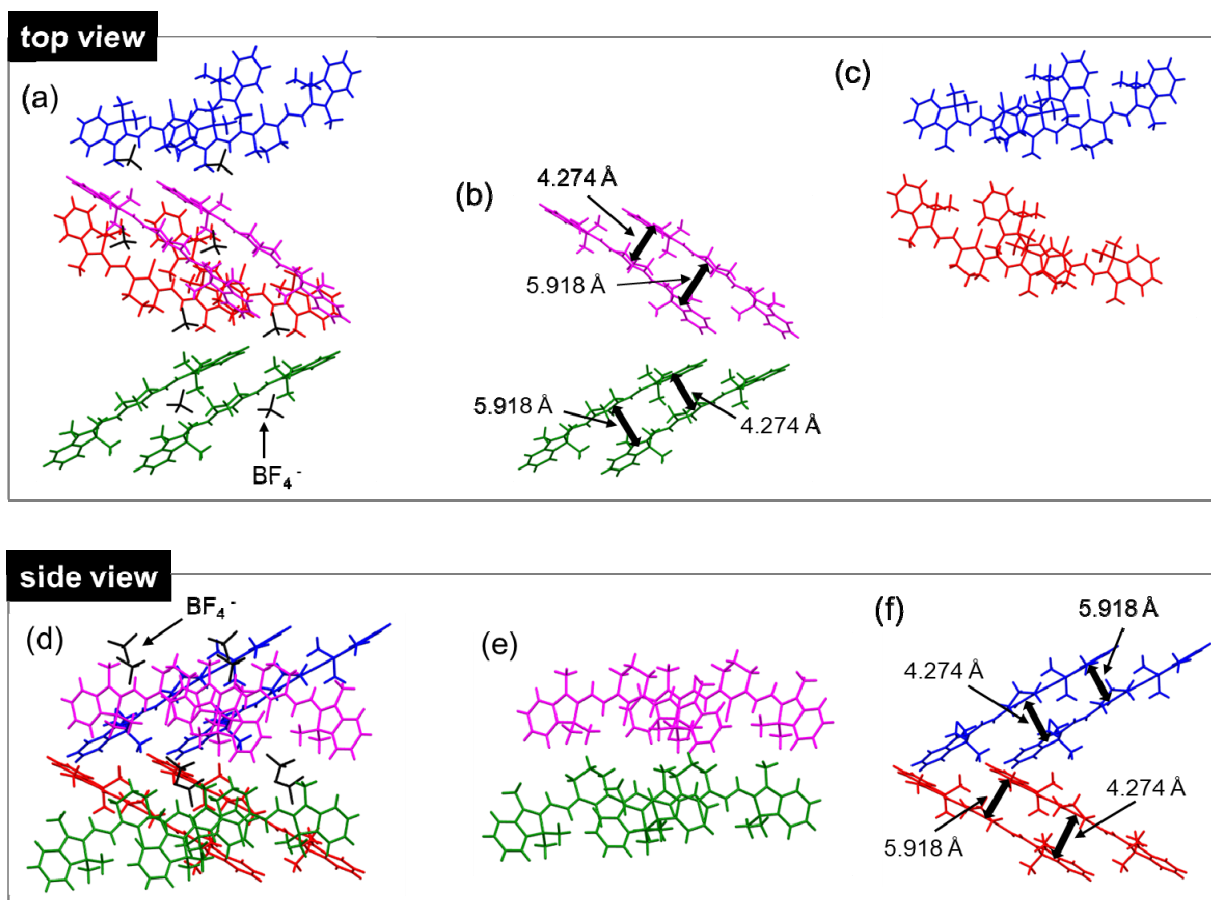 top view
(a)
(b)
(c)
4.274 Å
5.918 Å
5.918 Å
4.274 Å
BF₄⁻
side view
BF₄⁻
(d)
(e)
(f)
5.918 Å
4.274 Å
4.274 Å
5.918 Å